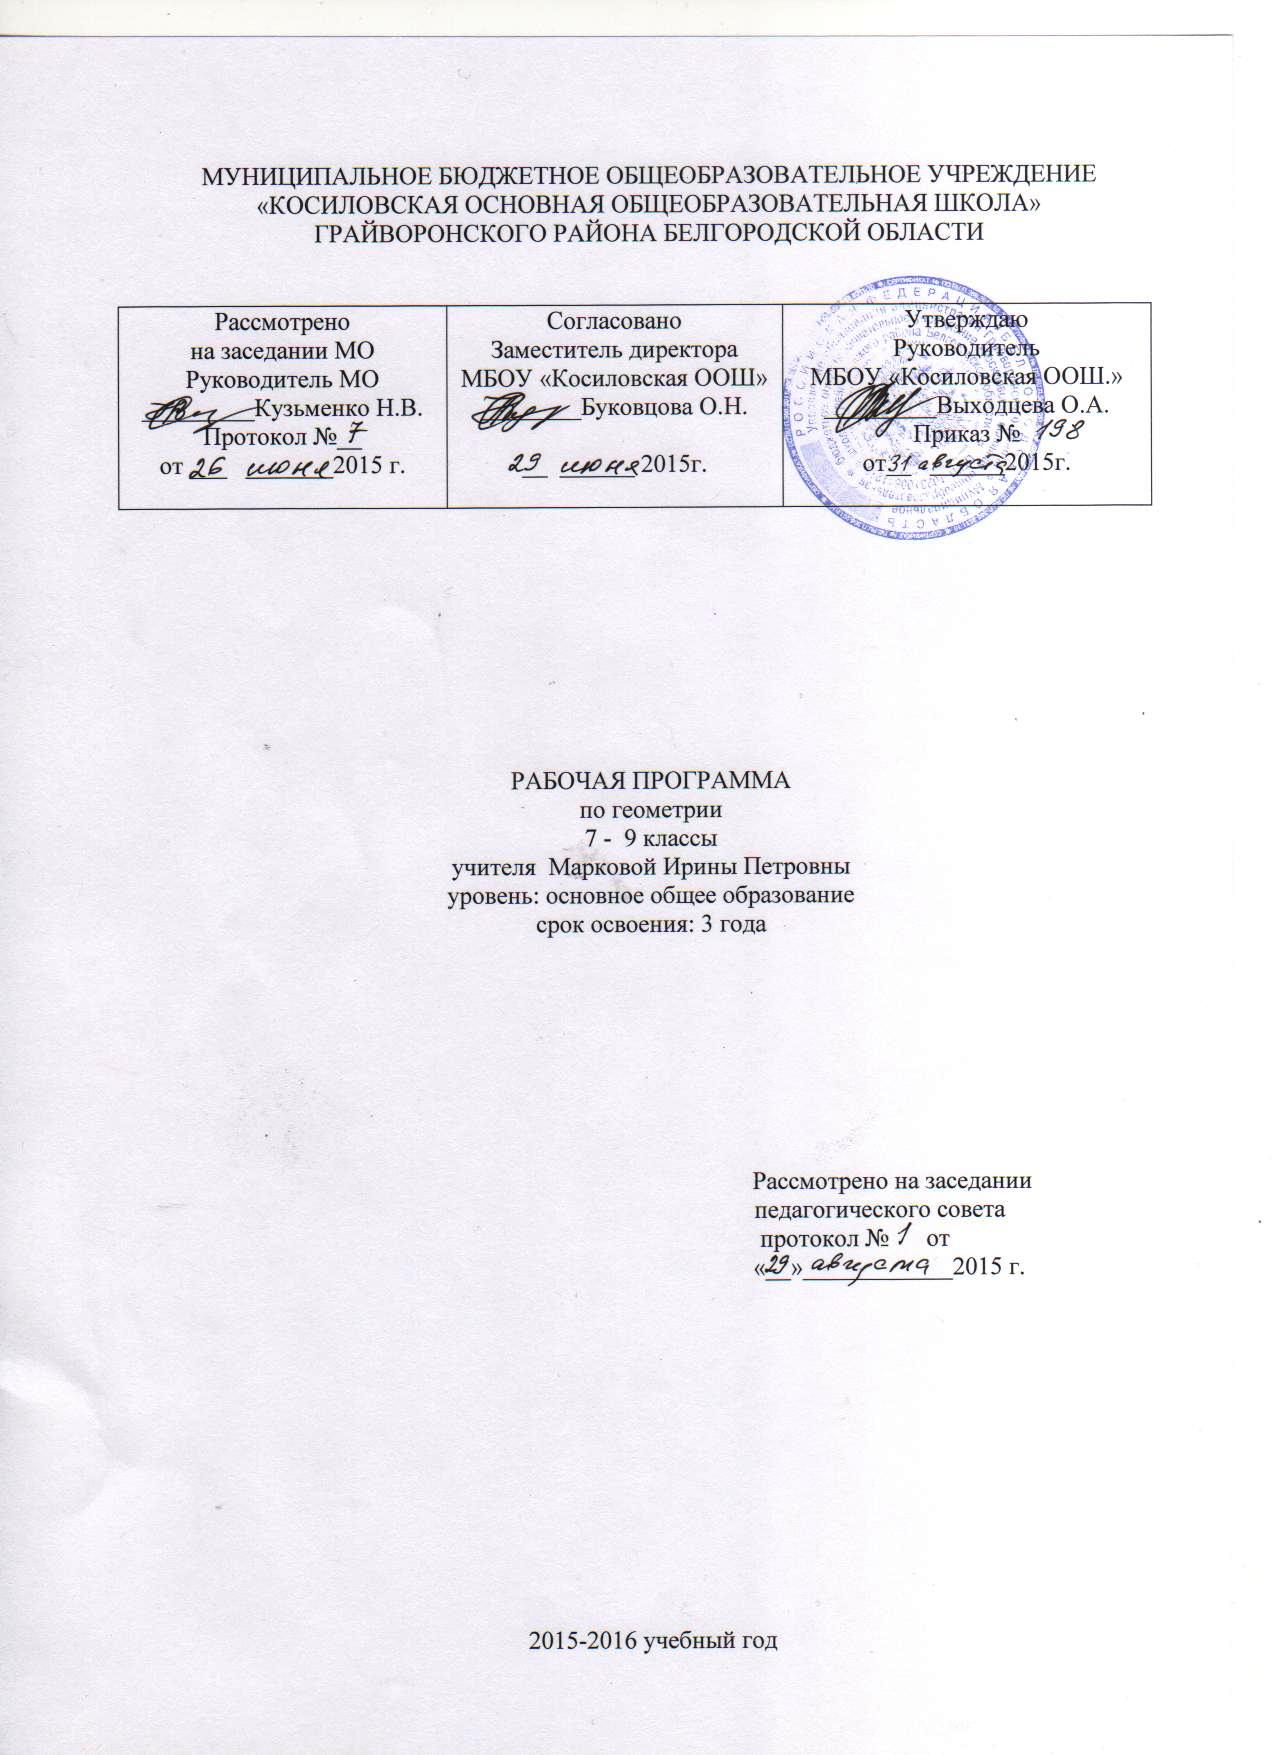 МУНИЦИПАЛЬНОЕ БЮДЖЕТНОЕ ОБЩЕОБРАЗОВАТЕЛЬНОЕ УЧРЕЖДЕНИЕ
«КОСИЛОВСКАЯ ОСНОВНАЯ ОБЩЕОБРАЗОВАТЕЛЬНАЯ ШКОЛА»
ГРАЙВОРОНСКОГО РАЙОНА БЕЛГОРОДСКОЙ ОБЛАСТИ
Рассмотрено
на заседании МО
Руководитель МО
Кузьменко Н.В.
Протокол № 7
от 26 июня 2015 г.
Согласовано
Заместитель директора
МБОУ «Косиловская ООШ»
Буковцова О.Н.
29 июня 2015г.
Утверждаю
Руководитель
МБОУ «Косиловская ООШ.»
Выходцева О.А.
Приказ № 198
от 31 августа 2015г.
РАБОЧАЯ ПРОГРАММА
по геометрии
7 - 9 классы
учителя Марковой Ирины Петровны
уровень: основное общее образование
срок освоения: 3 года
Рассмотрено на заседании
педагогического совета
протокол № 1 от
«29» августа 2015 г.
2015-2016 учебный год